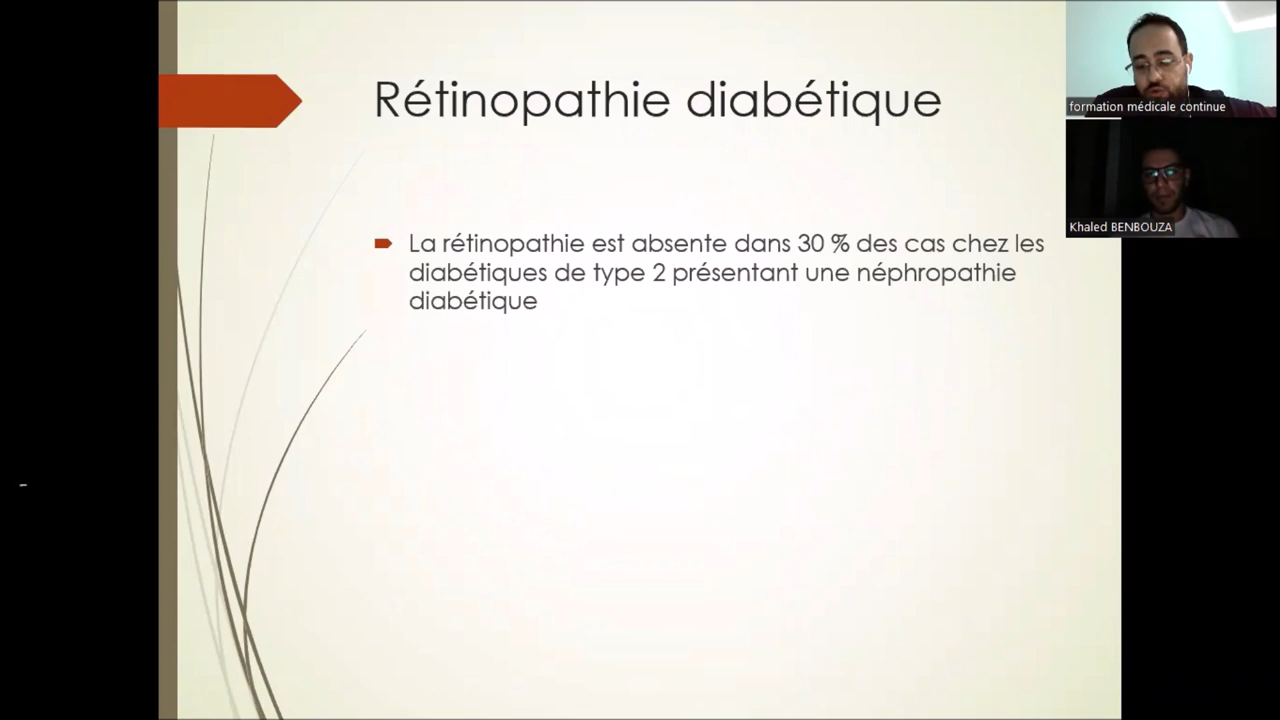 Rétinopathie diabétique
La rétinopathie est absente dans 30 % des cas chez les
diabétiques de type 2 présentant une néphropathie
diabétique
formation médicale continue
Khaled BENBOUZA